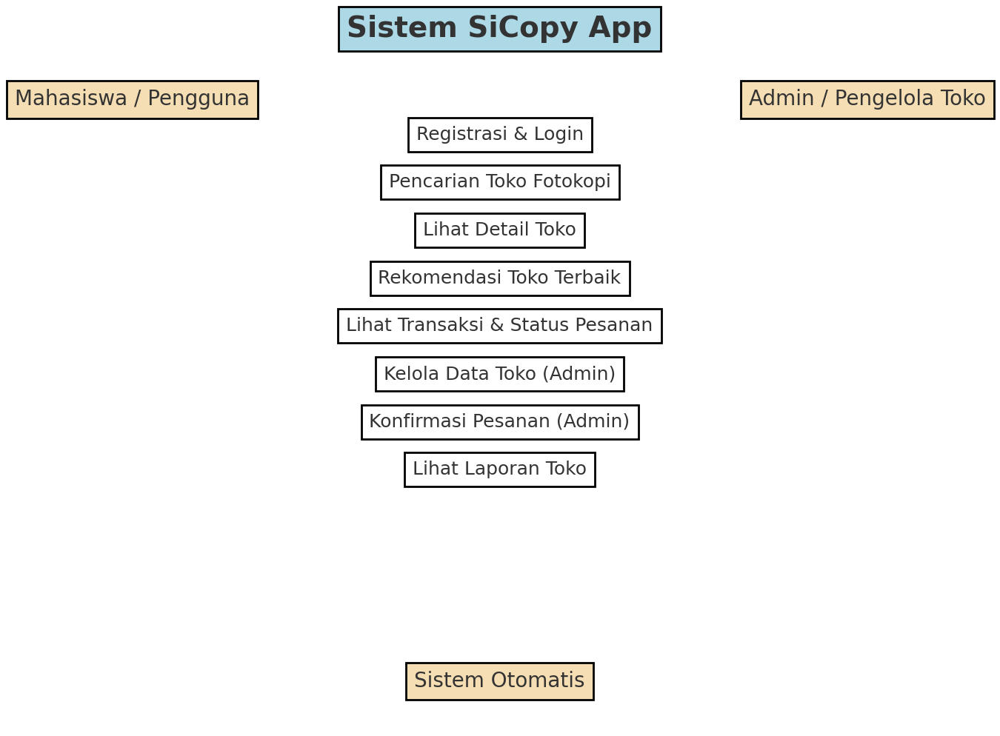 Sistem SiCopy App
Mahasiswa / Pengguna
Admin / Pengelola Toko
Registrasi & Login
Pencarian Toko Fotokopi
Lihat Detail Toko
Rekomendasi Toko Terbaik
Lihat Transaksi & Status Pesanan
Kelola Data Toko (Admin)
Konfirmasi Pesanan (Admin)
Lihat Laporan Toko
Sistem Otomatis